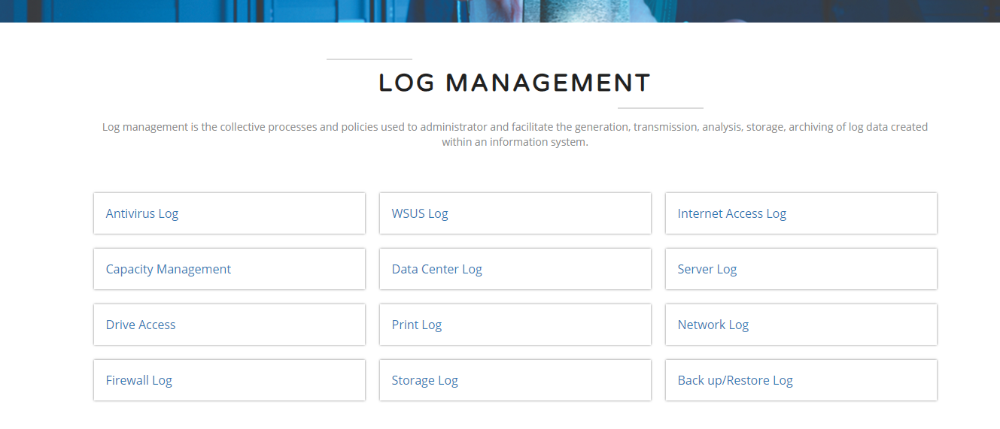 LOG MANAGEMENT
Log management is the collective processes and policies used to administrator and facilitate the generation, transmission, analysis, storage, archiving of log data created
within an information system.
Antivirus Log
WSUS Log
Internet Access Log
Capacity Management
Data Center Log
Server Log
Drive Access
Print Log
Network Log
Firewall Log
Storage Log
Back up/Restore Log